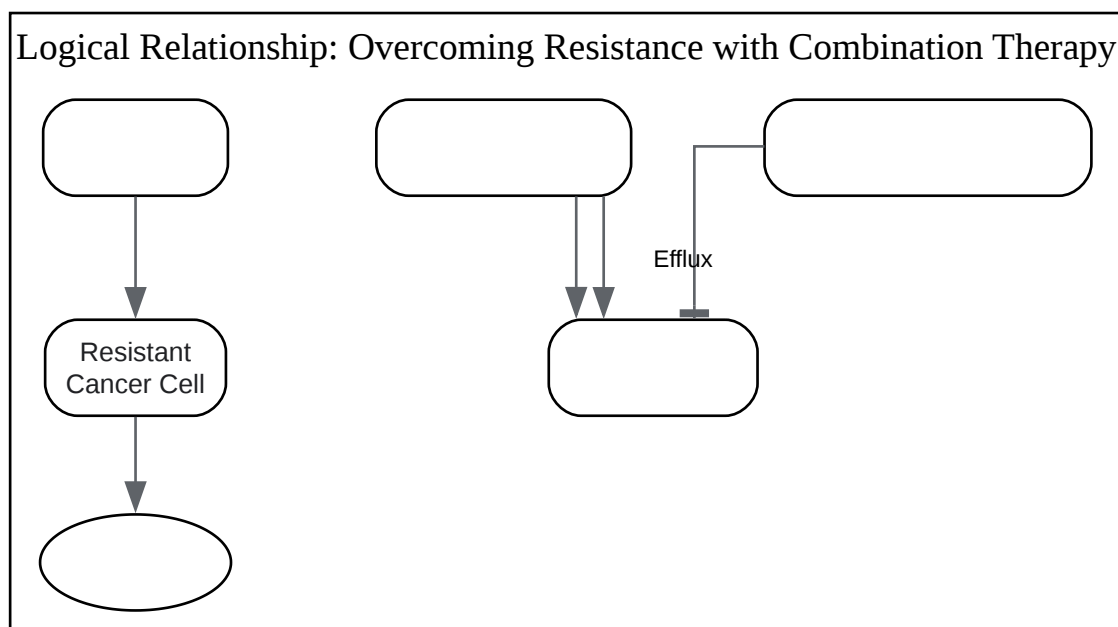 Logical Relationship: Overcoming Resistance with Combination Therapy
Efflux
Resistant
Cancer Cell